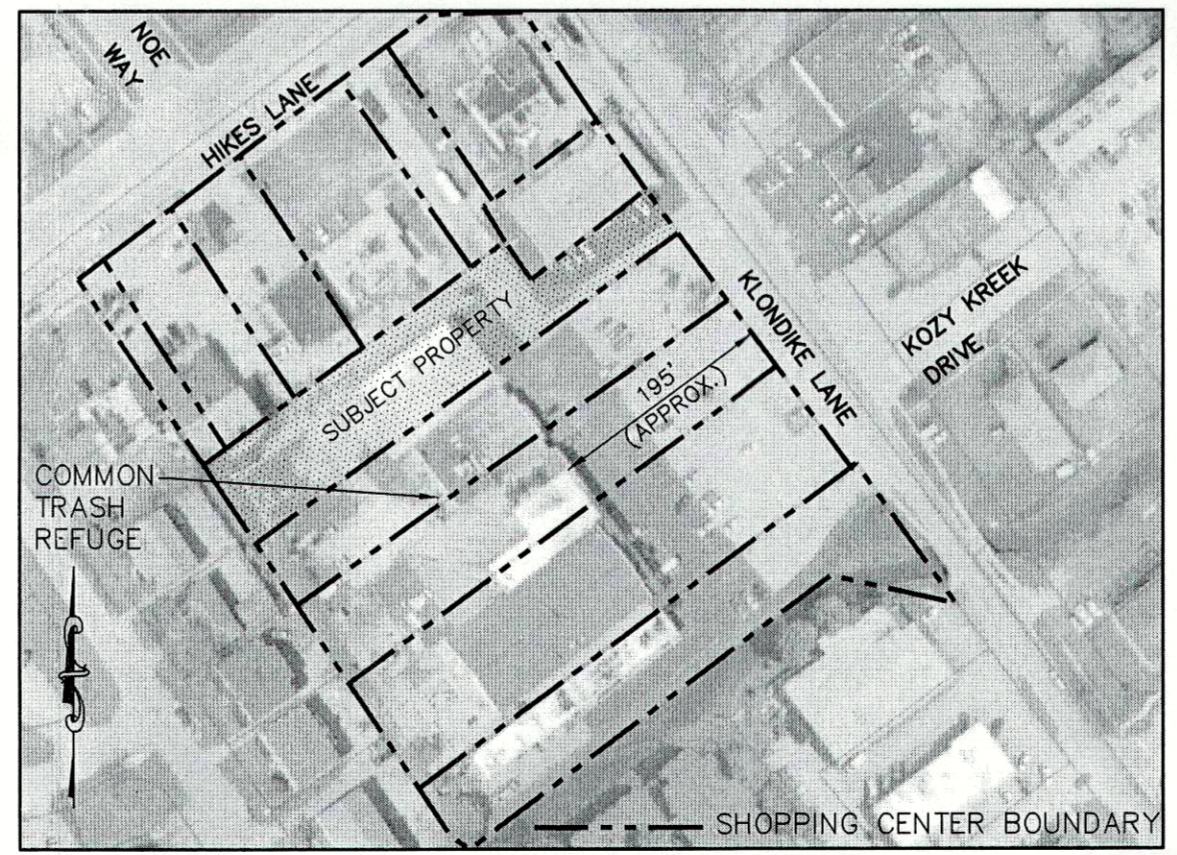 NOE
WAY
HIKES LANE
SUBJECT PROPERTY
195'
(APPROX.)
KLONDIKE LANE
KOZY KREEK
DRIVE
COMMON
TRASH
REFUGE
SHOPPING CENTER BOUNDARY